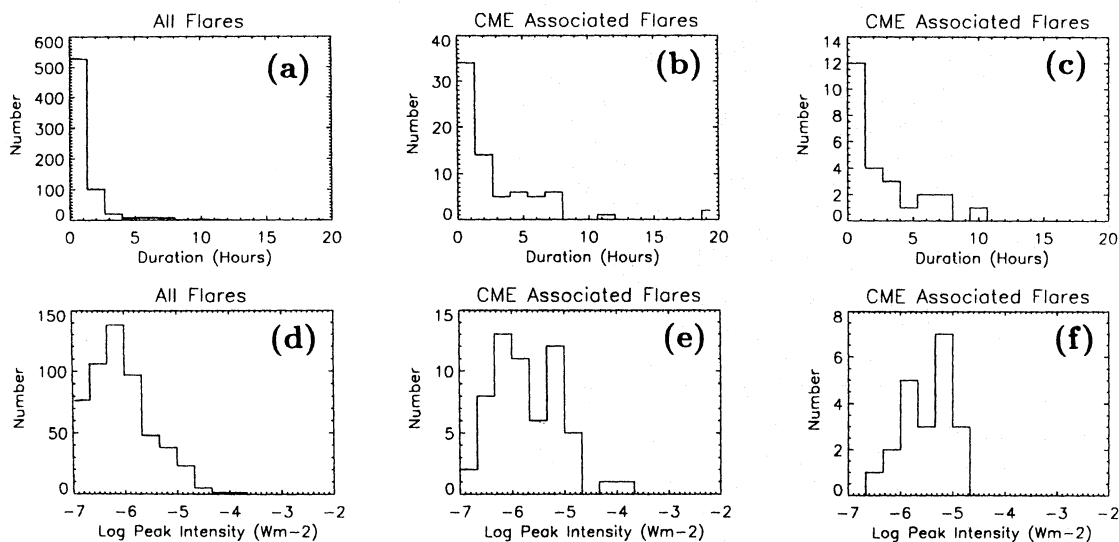 All Flares
600
500
400
300
200
100
0
Number
(a)
0 5 10 15 20
Duration (Hours)
CME Associated Flares
40
30
20
10
0
Number
(b)
0 5 10 15 20
Duration (Hours)
CME Associated Flares
14
12
10
8
6
4
2
0
Number
(c)
0 5 10 15 20
Duration (Hours)
All Flares
150
100
50
0
Number
(d)
-7 -6 -5 -4 -3 -2
Log Peak Intensity (Wm-2)
CME Associated Flares
15
10
5
0
Number
(e)
-7 -6 -5 -4 -3 -2
Log Peak Intensity (Wm-2)
CME Associated Flares
8
6
4
2
0
Number
(f)
-7 -6 -5 -4 -3 -2
Log Peak Intensity (Wm-2)